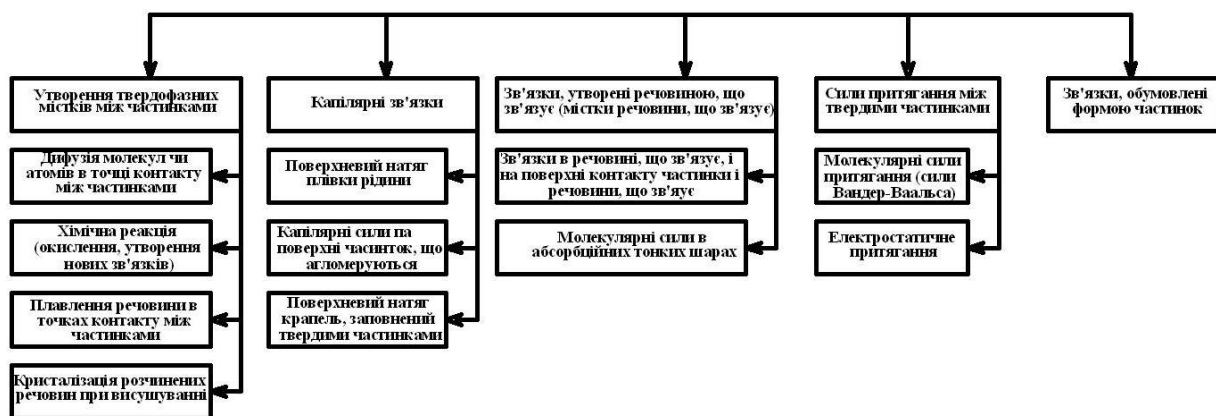 Утворення твердофазних
містків між частинками
Дифузія молекул чи
атомів в точці контакту
між частинками
Хімічна реакція
(окислення, утворення
нових зв'язків)
Плавлення речовини в
точках контакту між
частинками
Кристалізація розчинених
речовин при висушуванні
Капілярні зв'язки
Поверхневий натяг
плівки рідини
Капілярні сили па
поверхні часинток, що
агломеруються
Поверхневий натяг
крапель, заповнений
твердими частинками
Зв'язки, утворені речовиною, що
зв'язує (містки речовини, що зв'язує)
Зв'язки в речовині, що зв'язує, і
на поверхні контакту частинки і
речовини, що зв'яує
Молекулярні сили в
абсорбційних тонких шарах
Сили притягання між
твердими частинками
Молекулярні сили
притягання (сили
Вандер-Ваальса)
Електростатичне
притягання
Зв'язки, обумовлені
формою частинок